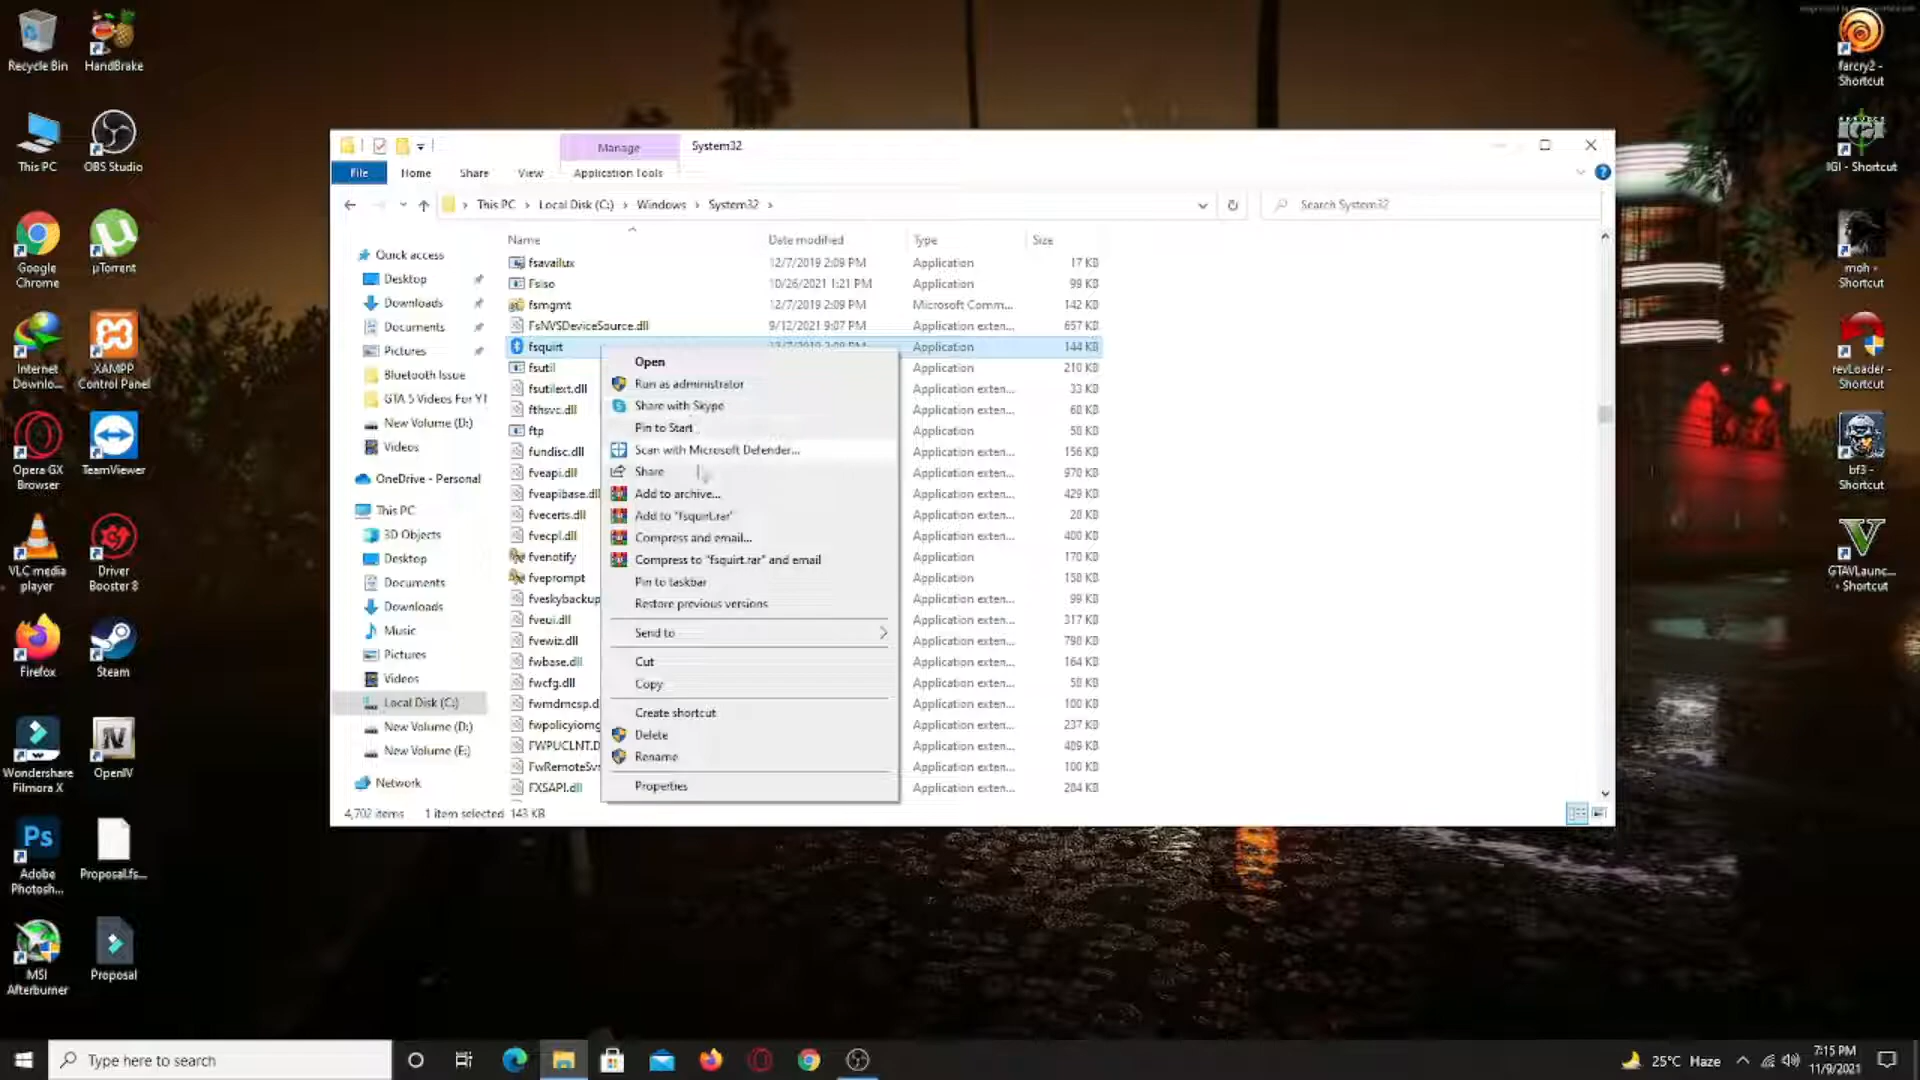 Recycle Bin
HandBrake
This PC
OBS Studio
Google
Chrome
µTorrent
Internet
Downlo...
XAMPP
Control Panel
Opera GX
Browser
TeamViewer
VLC media
player
Driver
Booster 8
Firefox
Steam
Wondershare
Filmora X
OpenIV
Adobe
Photosh...
Proposal.fs...
MSI
Afterburner
Proposal
farcry2 -
Shortcut
IGI - Shortcut
moh -
Shortcut
revLoader -
Shortcut
bf3 -
Shortcut
GTAVLaunc...
- Shortcut
Manage
System32
File
Home
Share
View
Application Tools
This PC
Local Disk (C:)
Windows
System32
Search System32
Quick access
Desktop
Downloads
Documents
Pictures
Bluetooth Issue
GTA 5 Videos For YT
New Volume (D:)
Videos
OneDrive - Personal
This PC
3D Objects
Desktop
Documents
Downloads
Music
Pictures
Videos
Local Disk (C:)
New Volume (D:)
New Volume (E:)
Network
Name Date modified Type Size
fsavailux 12/7/2019 2:09 PM Application 17 KB
Fsiso 10/26/2021 1:21 PM Application 99 KB
fsmgmt 12/7/2019 2:09 PM Microsoft Comm... 142 KB
FsNVSDeviceSource.dll 9/12/2021 9:07 PM Application exten... 657 KB
fsquirt 12/7/2019 2:09 PM Application 144 KB
fsutil Application 210 KB
fsutilext.dll Application exten... 33 KB
fthsvc.dll Application exten... 68 KB
ftp Application 58 KB
fundisc.dll Application exten... 156 KB
fveapi.dll Application exten... 970 KB
fveapibase.dll Application exten... 429 KB
fvecerts.dll Application exten... 28 KB
fvecpl.dll Application exten... 400 KB
fvenotify Application 170 KB
fveprompt Application 158 KB
fveskybackup Application exten... 99 KB
fveui.dll Application exten... 317 KB
fvewiz.dll Application exten... 798 KB
fwbase.dll Application exten... 164 KB
fwcfg.dll Application exten... 58 KB
fwmdmcsp.d Application exten... 100 KB
fwpolicyiomg Application exten... 237 KB
FWPUCLNT.D Application exten... 409 KB
FwRemoteSv Application exten... 100 KB
FXSAPI.dll Application exten... 284 KB
Open
Run as administrator
Share with Skype
Pin to Start
Scan with Microsoft Defender...
Share
Add to archive...
Add to "fsquirt.rar"
Compress and email...
Compress to "fsquirt.rar" and email
Pin to taskbar
Restore previous versions
Send to
Cut
Copy
Create shortcut
Delete
Rename
Properties
4,702 items 1 item selected 143 KB
Type here to search
25°C Haze
7:15 PM
11/9/2021